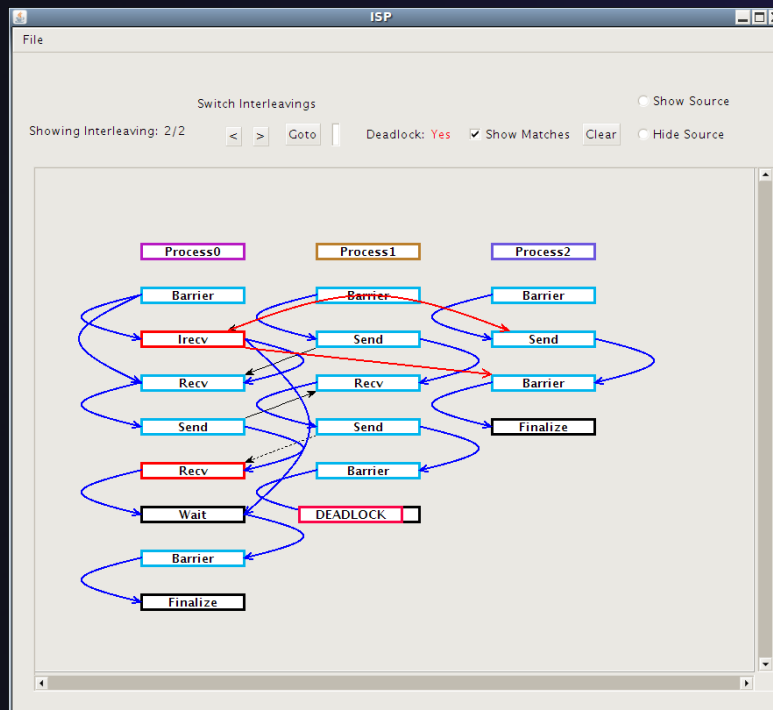 ISP
File
Switch Interleavings
Show Source
Showing Interleaving: 2/2 < > Goto Deadlock: Yes Show Matches Clear Hide Source
Process0 Process1 Process2
Barrier Barrier Barrier
Irecv Send Send
Recv Recv Barrier
Send Send Finalize
Recv Barrier
Wait DEADLOCK
Barrier
Finalize